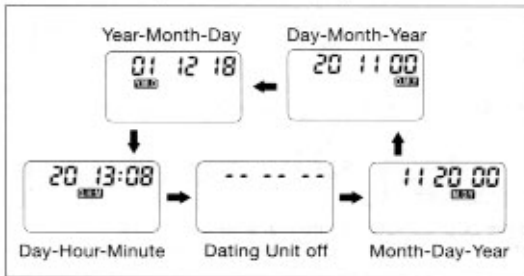 Year-Month-Day
Day-Month-Year
01 12 18
Y.M.D
20 11 00
D.M.Y
20 13:08
D.H.M
-- -- --
11 20 00
M.D.Y
Day-Hour-Minute
Dating Unit off
Month-Day-Year